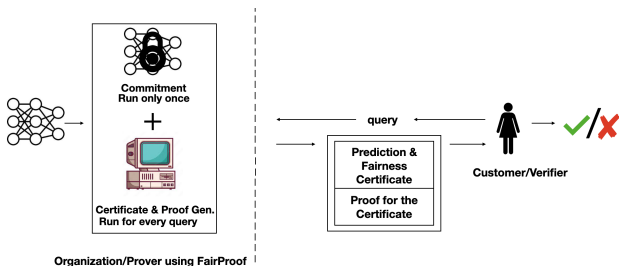 Commitment
Run only once
+
Certificate & Proof Gen.
Run for every query
Organization/Prover using FairProof
query
Prediction &
Fairness
Certificate
Proof for the
Certificate
Customer/Verifier
/